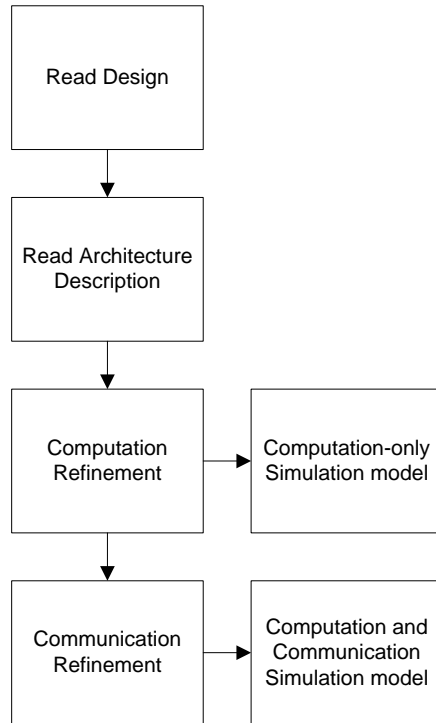 Read Design
Read Architecture
Description
Computation
Refinement
Computation-only
Simulation model
Communication
Refinement
Computation and
Communication
Simulation model